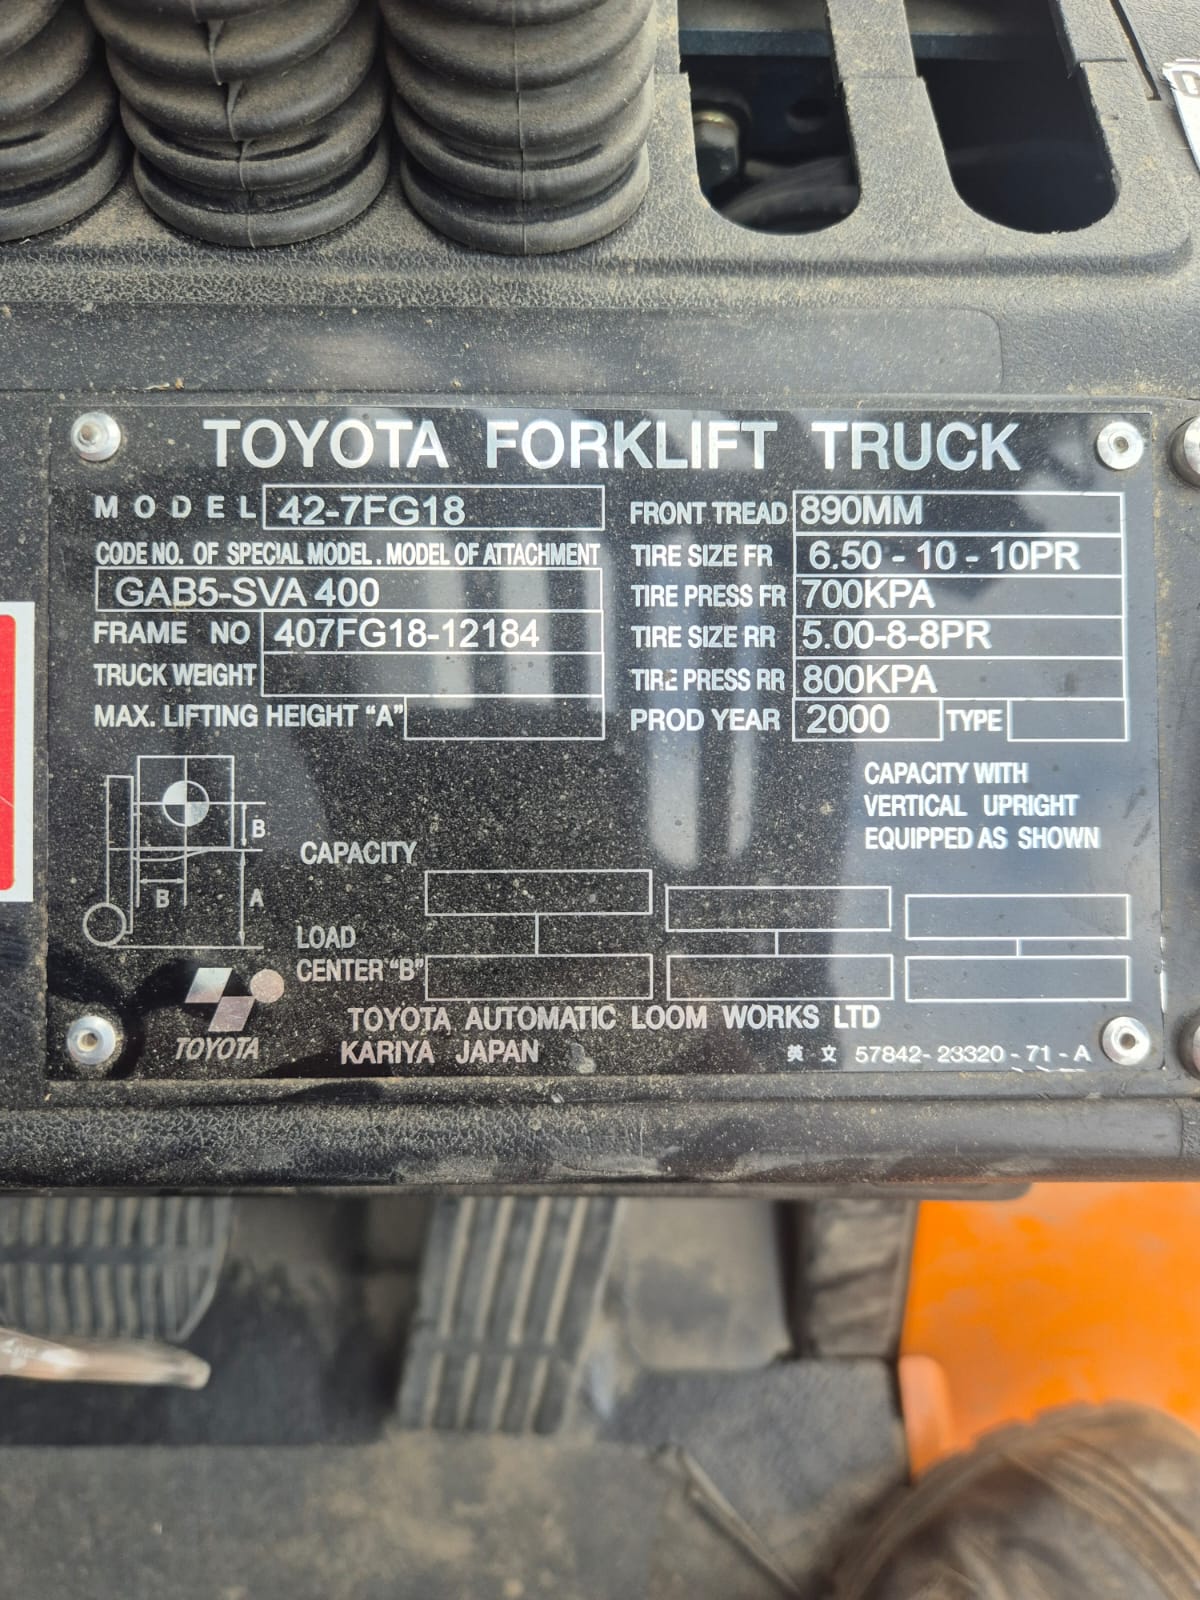 TOYOTA FORKLIFT TRUCK
MODEL 42-7FG18
CODE NO. OF SPECIAL MODEL . MODEL OF ATTACHMENT
GAB5-SVA 400
FRAME NO 407FG18-12184
TRUCK WEIGHT
MAX. LIFTING HEIGHT "A"
FRONT TREAD 890MM
TIRE SIZE FR 6.50 - 10 - 10PR
TIRE PRESS FR 700KPA
TIRE SIZE RR 5.00-8-8PR
TIRE PRESS RR 800KPA
PROD YEAR 2000 TYPE
CAPACITY WITH
VERTICAL UPRIGHT
EQUIPPED AS SHOWN
B
B
A
CAPACITY
LOAD
CENTER "B"
TOYOTA
TOYOTA AUTOMATIC LOOM WORKS LTD
KARIYA JAPAN
英 文 57842- 23320 - 71 - A